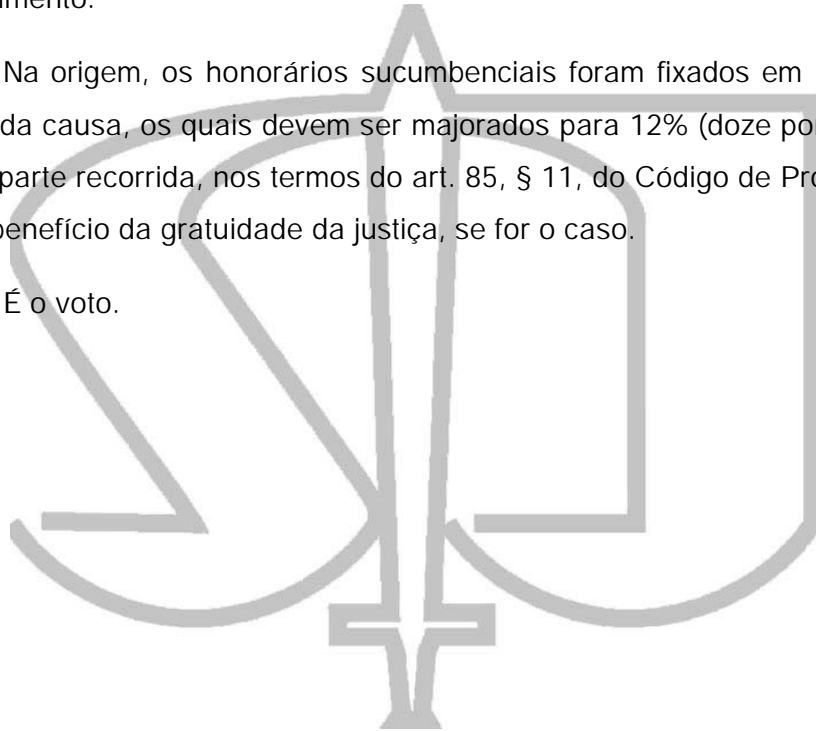 Na origem, os honorários sucumbenciais foram fixados em
da causa, os quais devem ser majorados para 12% (doze por
parte recorrida, nos termos do art. 85, § 11, do Código de Pro
benefício da gratuidade da justiça, se for o caso.
É o voto.